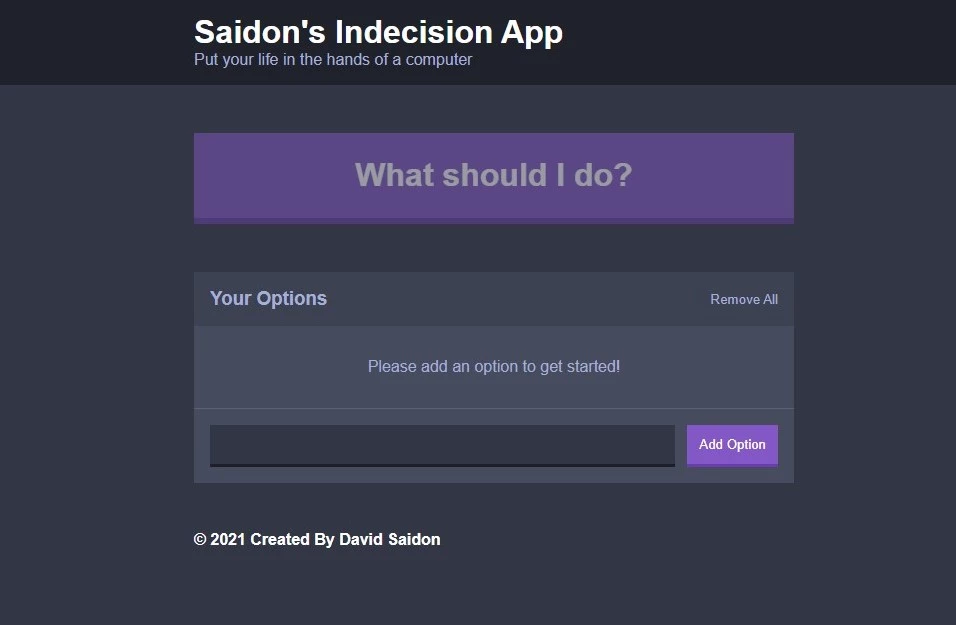 Saidon's Indecision App
Put your life in the hands of a computer
What should I do?
Your Options
Remove All
Please add an option to get started!
Add Option
© 2021 Created By David Saidon